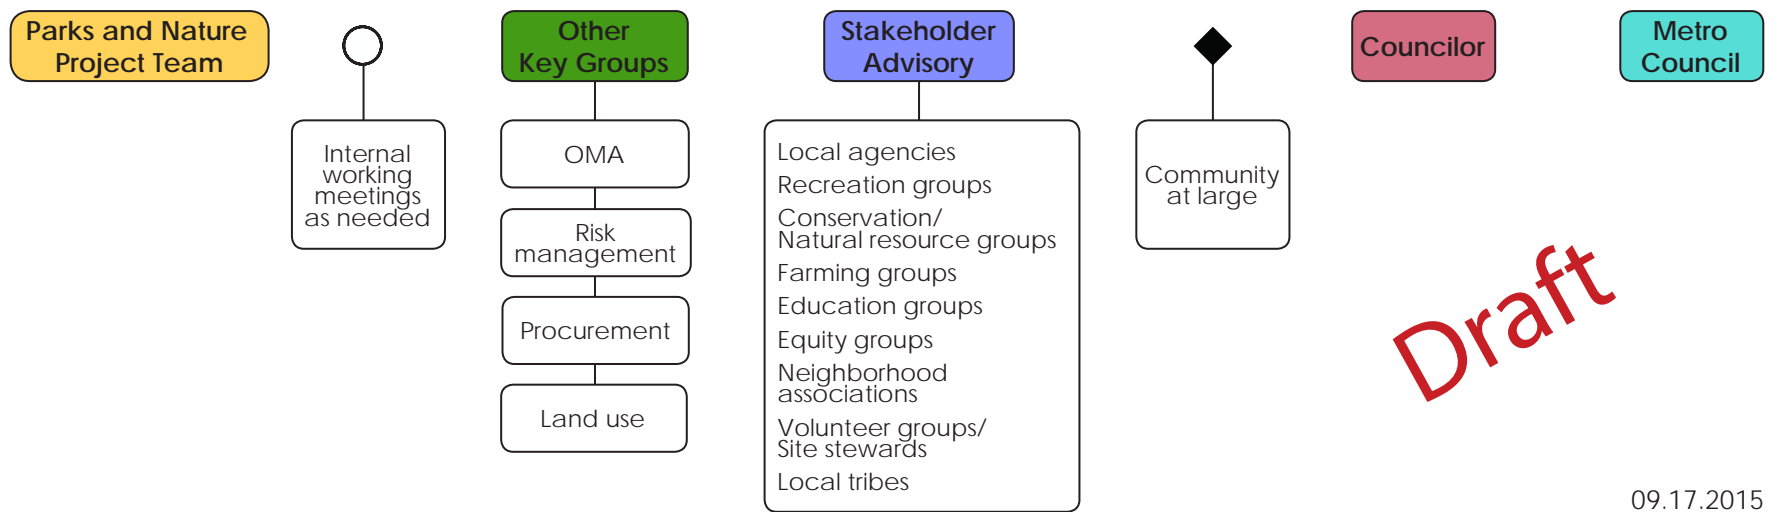 Parks and Nature
Project Team
Other
Key Groups
Stakeholder
Advisory
Councilor
Metro
Council
Internal
working
meetings
as needed
OMA
Risk
management
Procurement
Land use
Local agencies
Recreation groups
Conservation/
Natural resource groups
Farming groups
Education groups
Equity groups
Neighborhood
associations
Volunteer groups/
Site stewards
Local tribes
Community
at large
Draft
09.17.2015